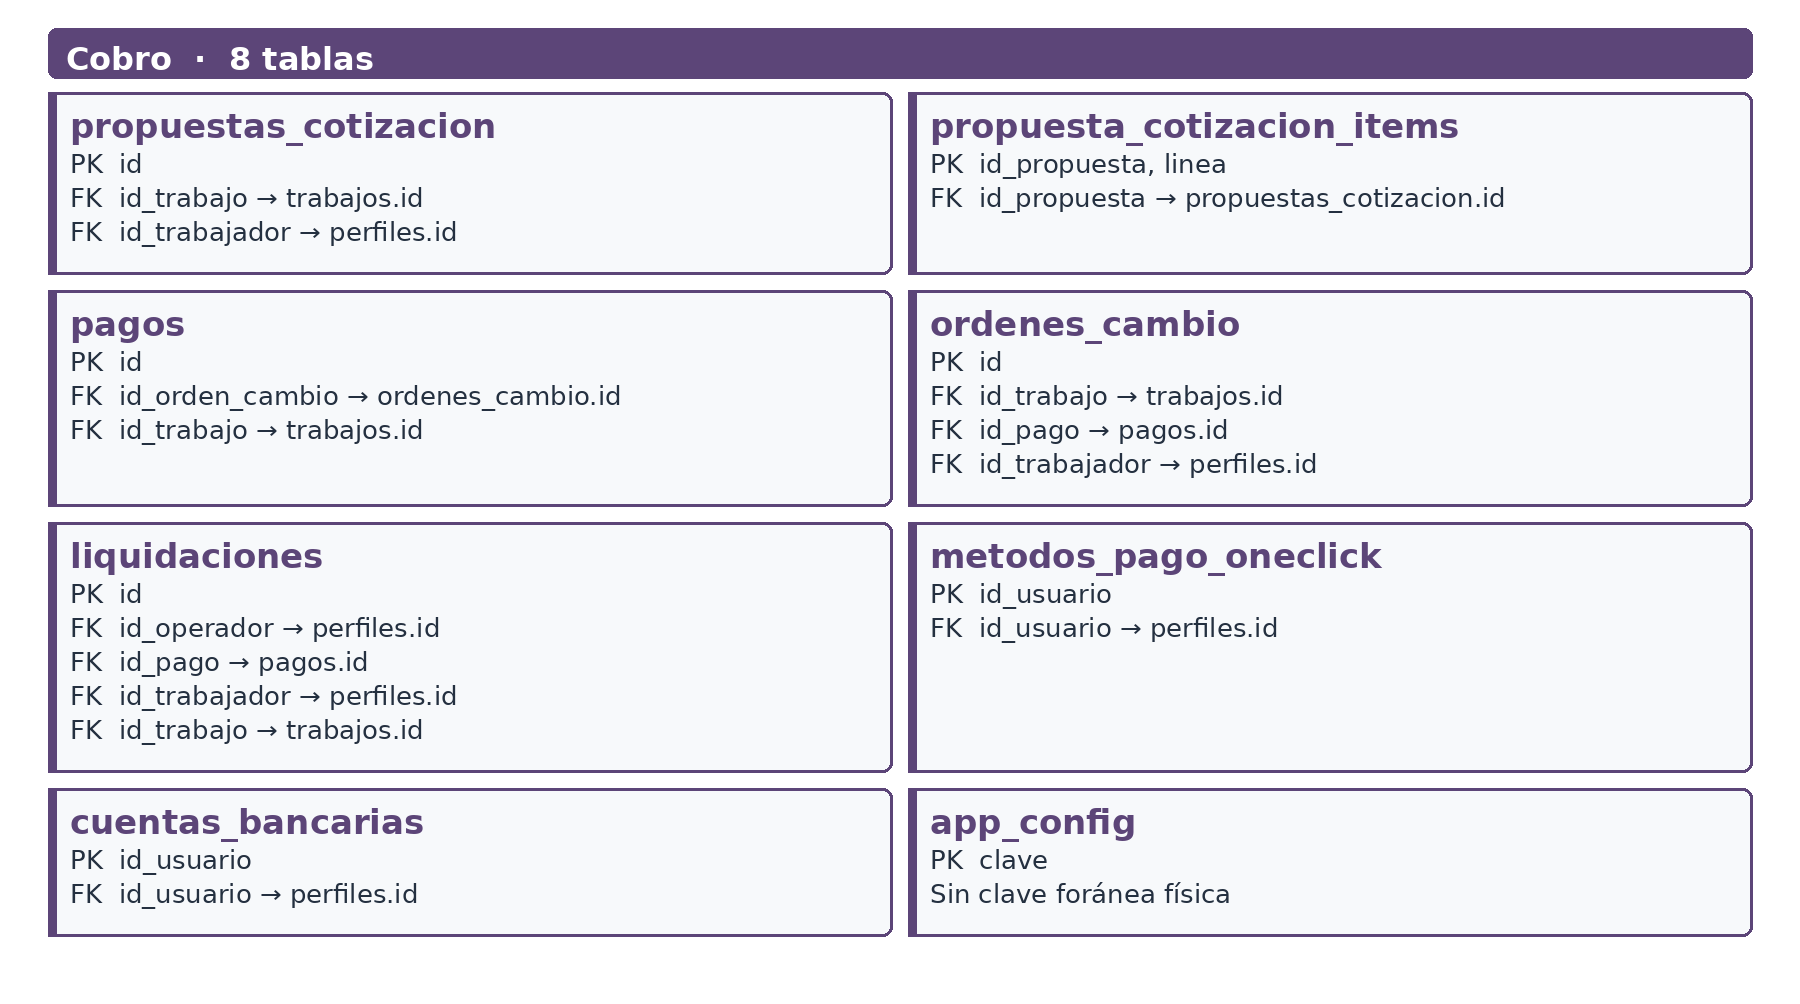 Cobro · 8 tablas
propuestas_cotizacion
PK id
FK id_trabajo → trabajos.id
FK id_trabajador → perfiles.id
propuesta_cotizacion_items
PK id_propuesta, linea
FK id_propuesta → propuestas_cotizacion.id
pagos
PK id
FK id_orden_cambio → ordenes_cambio.id
FK id_trabajo → trabajos.id
ordenes_cambio
PK id
FK id_trabajo → trabajos.id
FK id_pago → pagos.id
FK id_trabajador → perfiles.id
liquidaciones
PK id
FK id_operador → perfiles.id
FK id_pago → pagos.id
FK id_trabajador → perfiles.id
FK id_trabajo → trabajos.id
metodos_pago_oneclick
PK id_usuario
FK id_usuario → perfiles.id
cuentas_bancarias
PK id_usuario
FK id_usuario → perfiles.id
app_config
PK clave
Sin clave foránea física